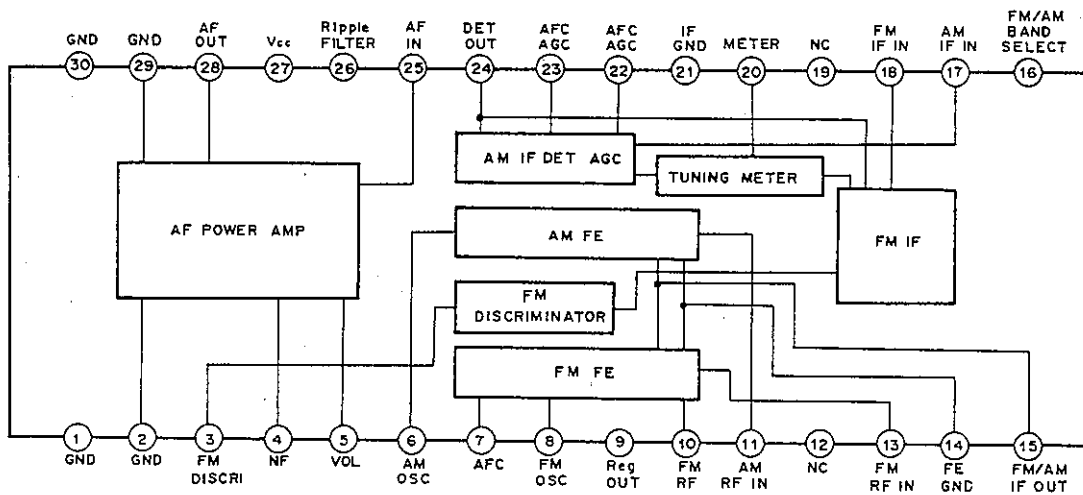 GND
GND
AF
OUT
Vcc
Ripple
FILTER
AF
IN
DET
OUT
AFC
AGC
AFC
AGC
IF
GND
METER
NC
FM
IF IN
AM
IF IN
FM/AM
BAND
SELECT
30
29
28
27
26
25
24
23
22
21
20
19
18
17
16
AF POWER AMP
AM IF DET AGC
TUNING METER
AM FE
FM IF
FM
DISCRIMINATOR
FM FE
1
2
3
4
5
6
7
8
9
10
11
12
13
14
15
GND
GND
FM
DISCRI
NF
VOL
AM
OSC
AFC
FM
OSC
Reg
OUT
FM
RF
AM
RF IN
NC
FM
RF IN
FE
GND
FM/AM
IF OUT